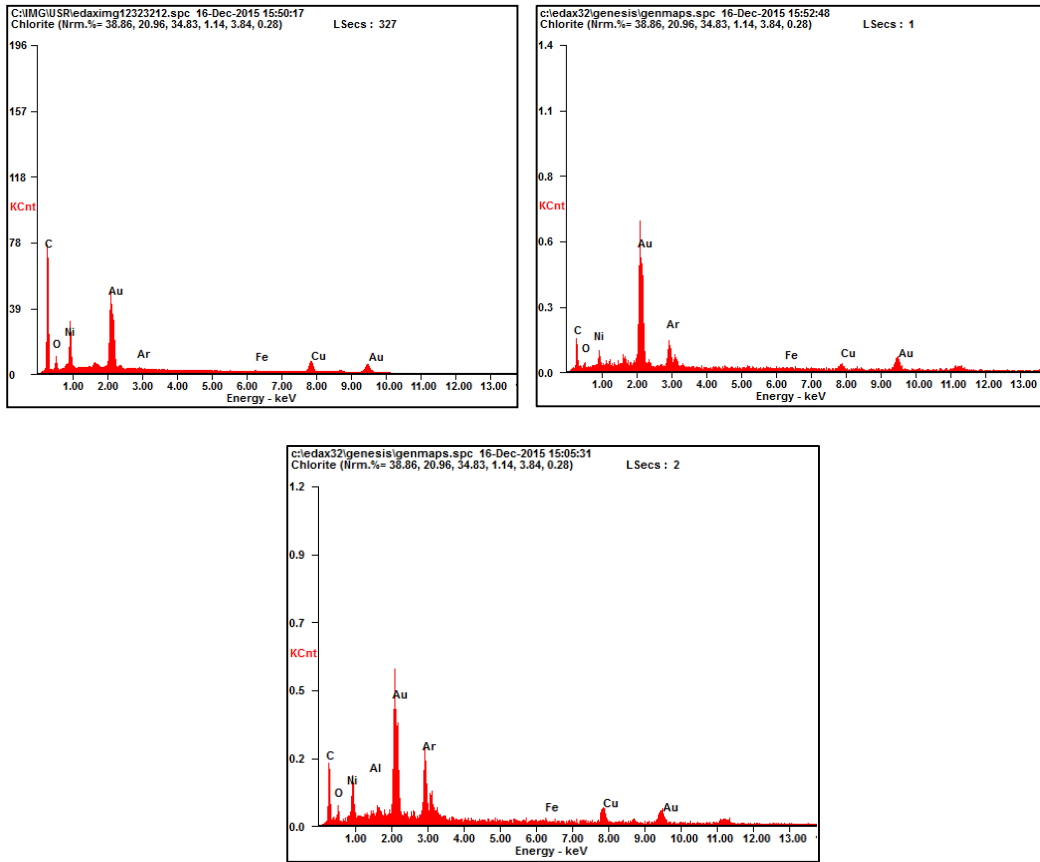 C:\IMG\USR\edaximg12323212.spc 16-Dec-2015 15:50:17
Chlorite (Nrm.%= 38.86, 20.96, 34.83, 1.14, 3.84, 0.28) LSecs : 327
196
157
118
KCnt
78
39
0
C
O
Ni
Au
Ar
Fe
Cu
Au
1.00 2.00 3.00 4.00 5.00 6.00 7.00 8.00 9.00 10.00 11.00 12.00 13.00
Energy - keV
c:\edax32\genesis\genmaps.spc 16-Dec-2015 15:52:48
Chlorite (Nrm.%= 38.86, 20.96, 34.83, 1.14, 3.84, 0.28) LSecs : 1
1.4
1.1
0.8
KCnt
0.6
0.3
0.0
C
O
Ni
Au
Ar
Fe
Cu
Au
1.00 2.00 3.00 4.00 5.00 6.00 7.00 8.00 9.00 10.00 11.00 12.00 13.00
Energy - keV
c:\edax32\genesis\genmaps.spc 16-Dec-2015 15:05:31
Chlorite (Nrm.%= 38.86, 20.96, 34.83, 1.14, 3.84, 0.28) LSecs : 2
1.2
0.9
0.7
KCnt
0.5
0.2
0.0
C
O
Ni
Al
Au
Ar
Fe
Cu
Au
1.00 2.00 3.00 4.00 5.00 6.00 7.00 8.00 9.00 10.00 11.00 12.00 13.00
Energy - keV